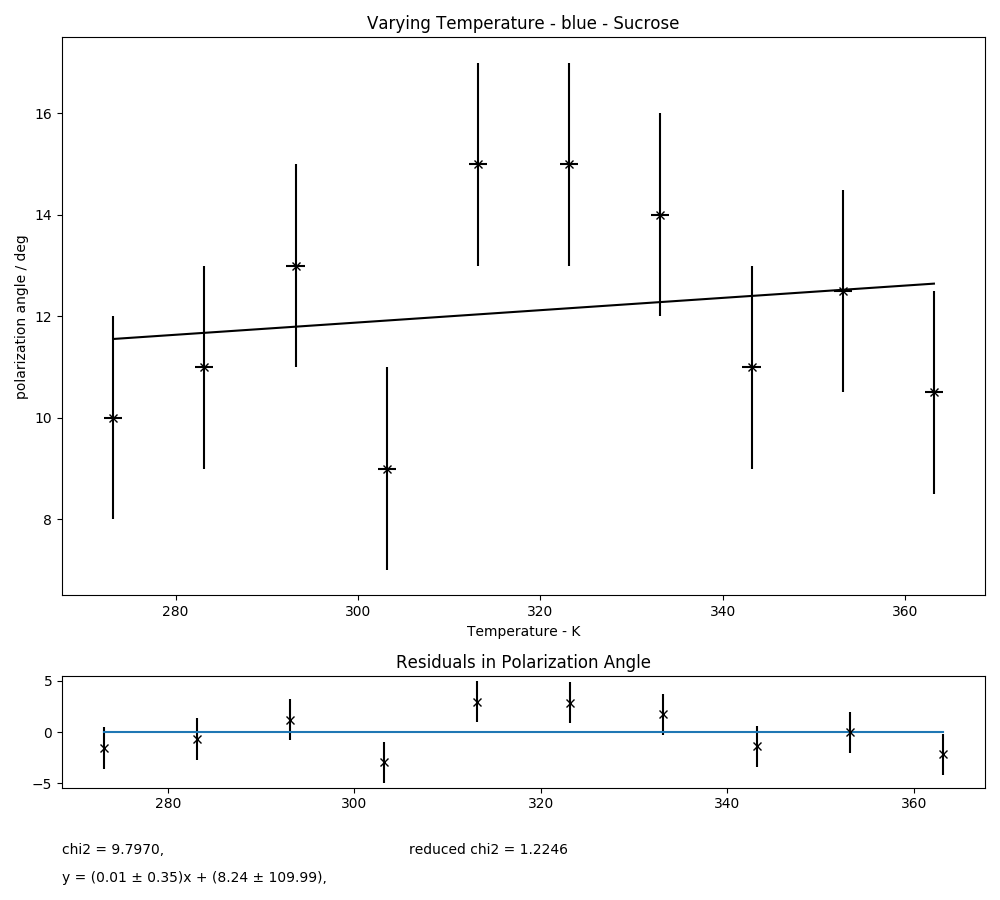 Varying Temperature - blue - Sucrose
16
14
12
10
8
polarization angle / deg
280 300 320 340 360
Temperature - K
Residuals in Polarization Angle
5
0
−5
280 300 320 340 360
chi2 = 9.7970, reduced chi2 = 1.2246
y = (0.01 ± 0.35)x + (8.24 ± 109.99),